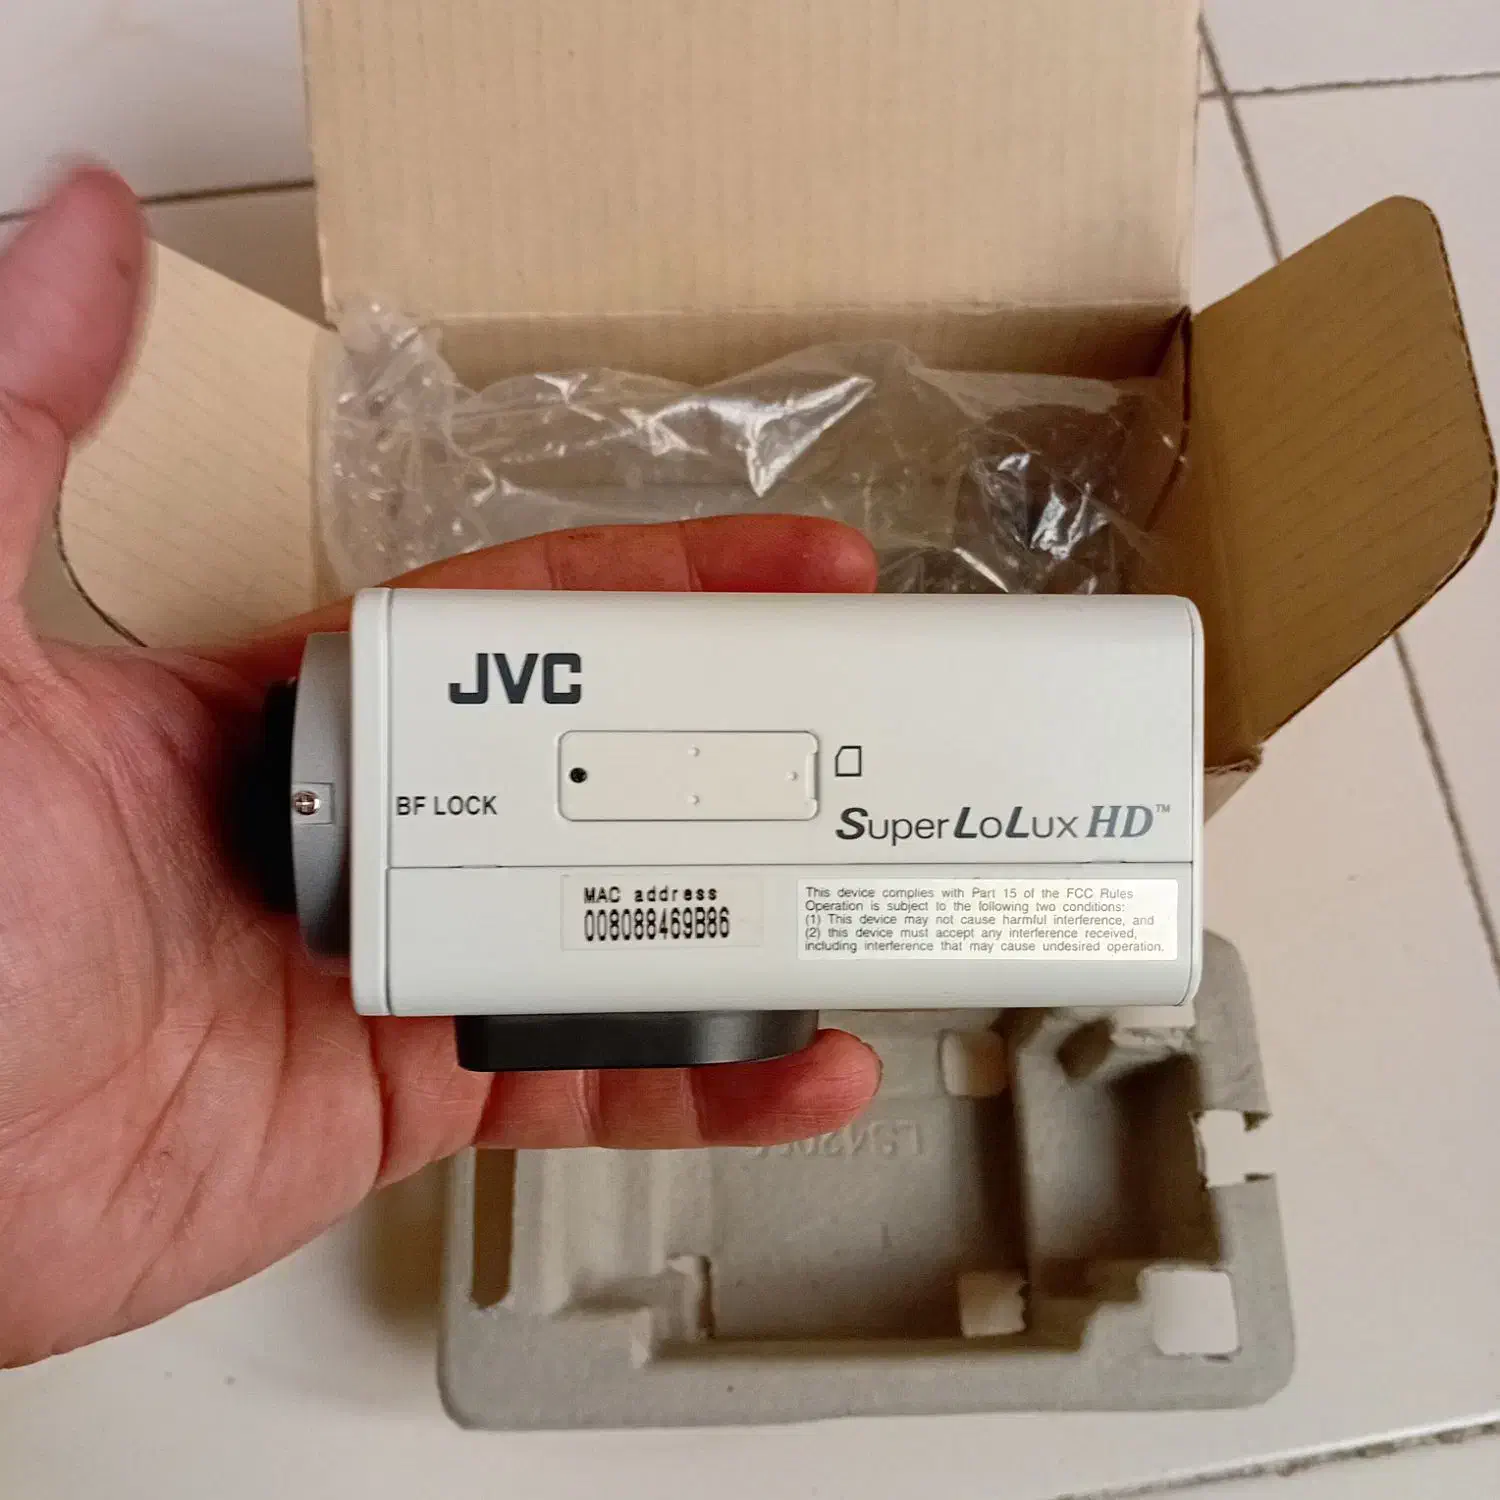 JVC
BF LOCK
SuperLoLux HD™
MAC address
008088469B86
This device complies with Part 15 of the FCC Rules
Operation is subject to the following two conditions:
(1) This device may not cause harmful interference, and
(2) this device must accept any interference received,
including interference that may cause undesired operation.